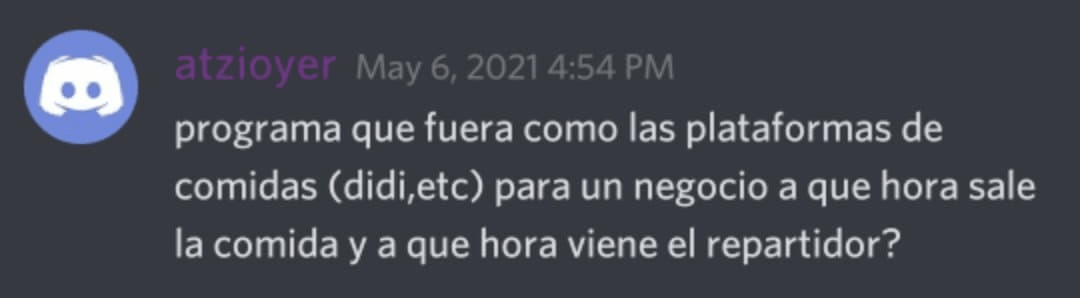 atzioyer May 6, 2021 4:54 PM
programa que fuera como las plataformas de
comidas (didi,etc) para un negocio a que hora sale
la comida y a que hora viene el repartidor?